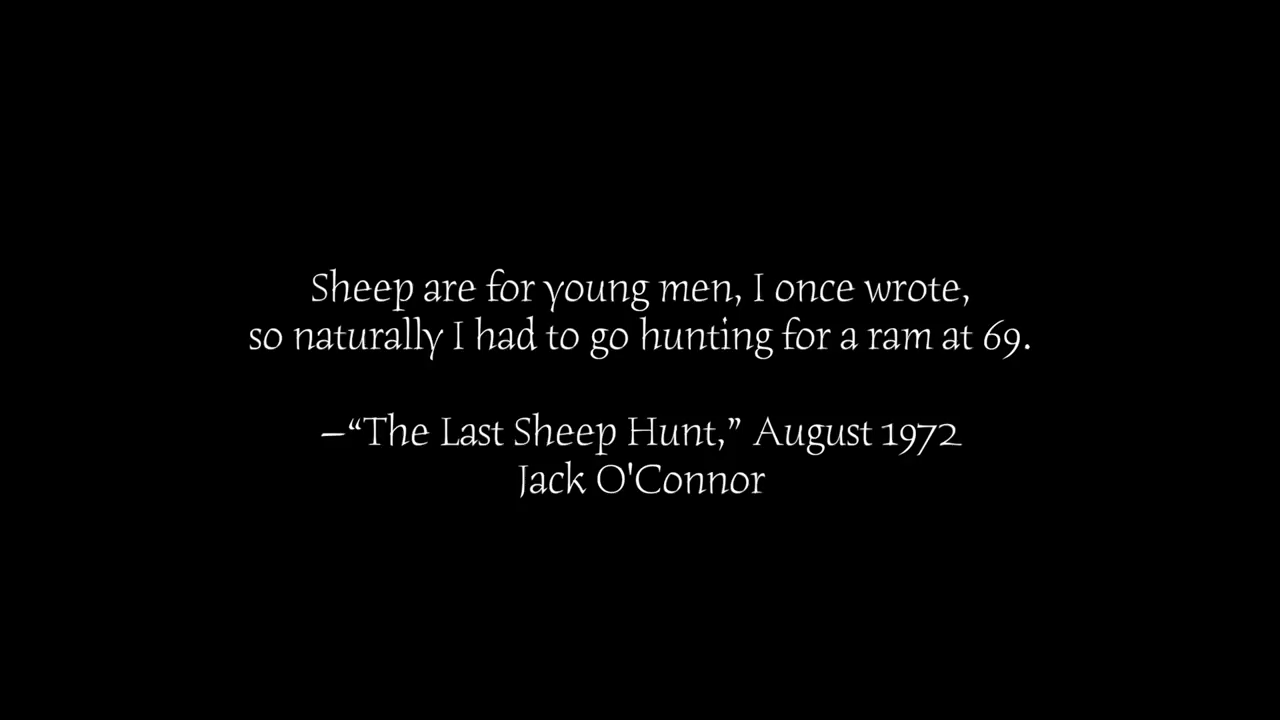 Sheep are for young men, I once wrote,
so naturally I had to go hunting for a ram at 69.
–“The Last Sheep Hunt,” August 1972
Jack O'Connor